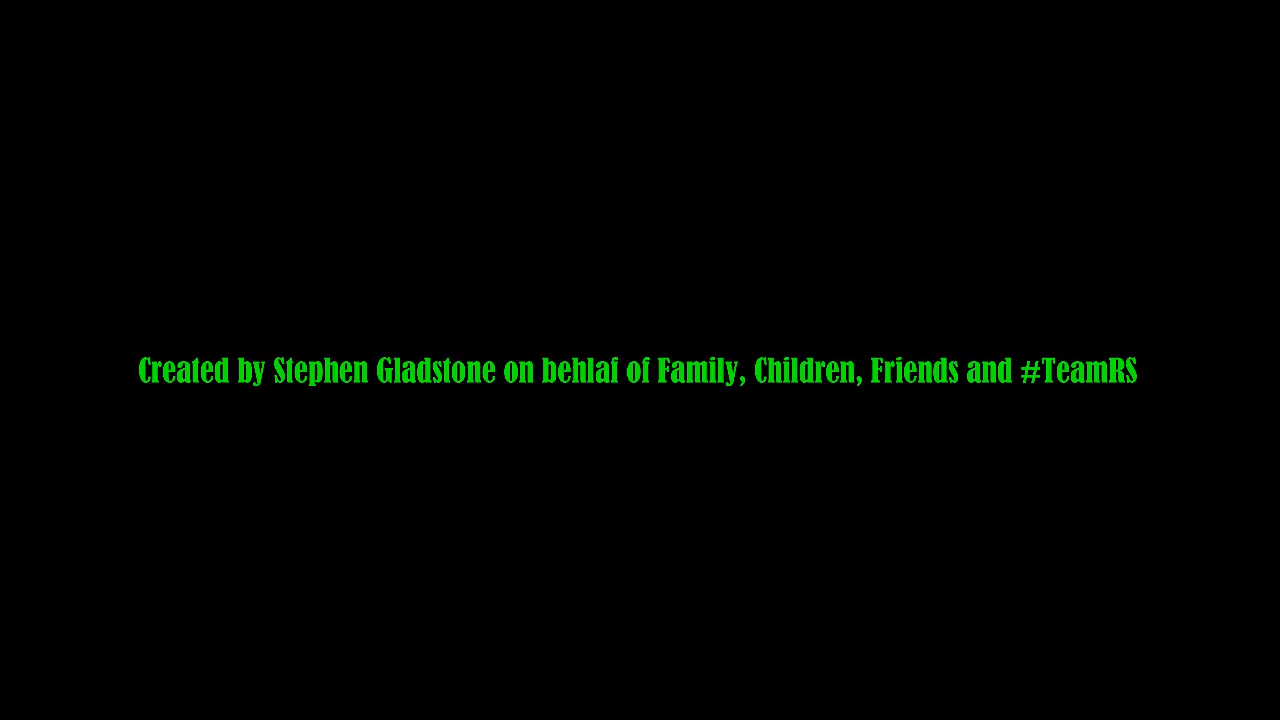 Created by Stephen Gladstone on behlaf of Family, Children, Friends and #TeamRS